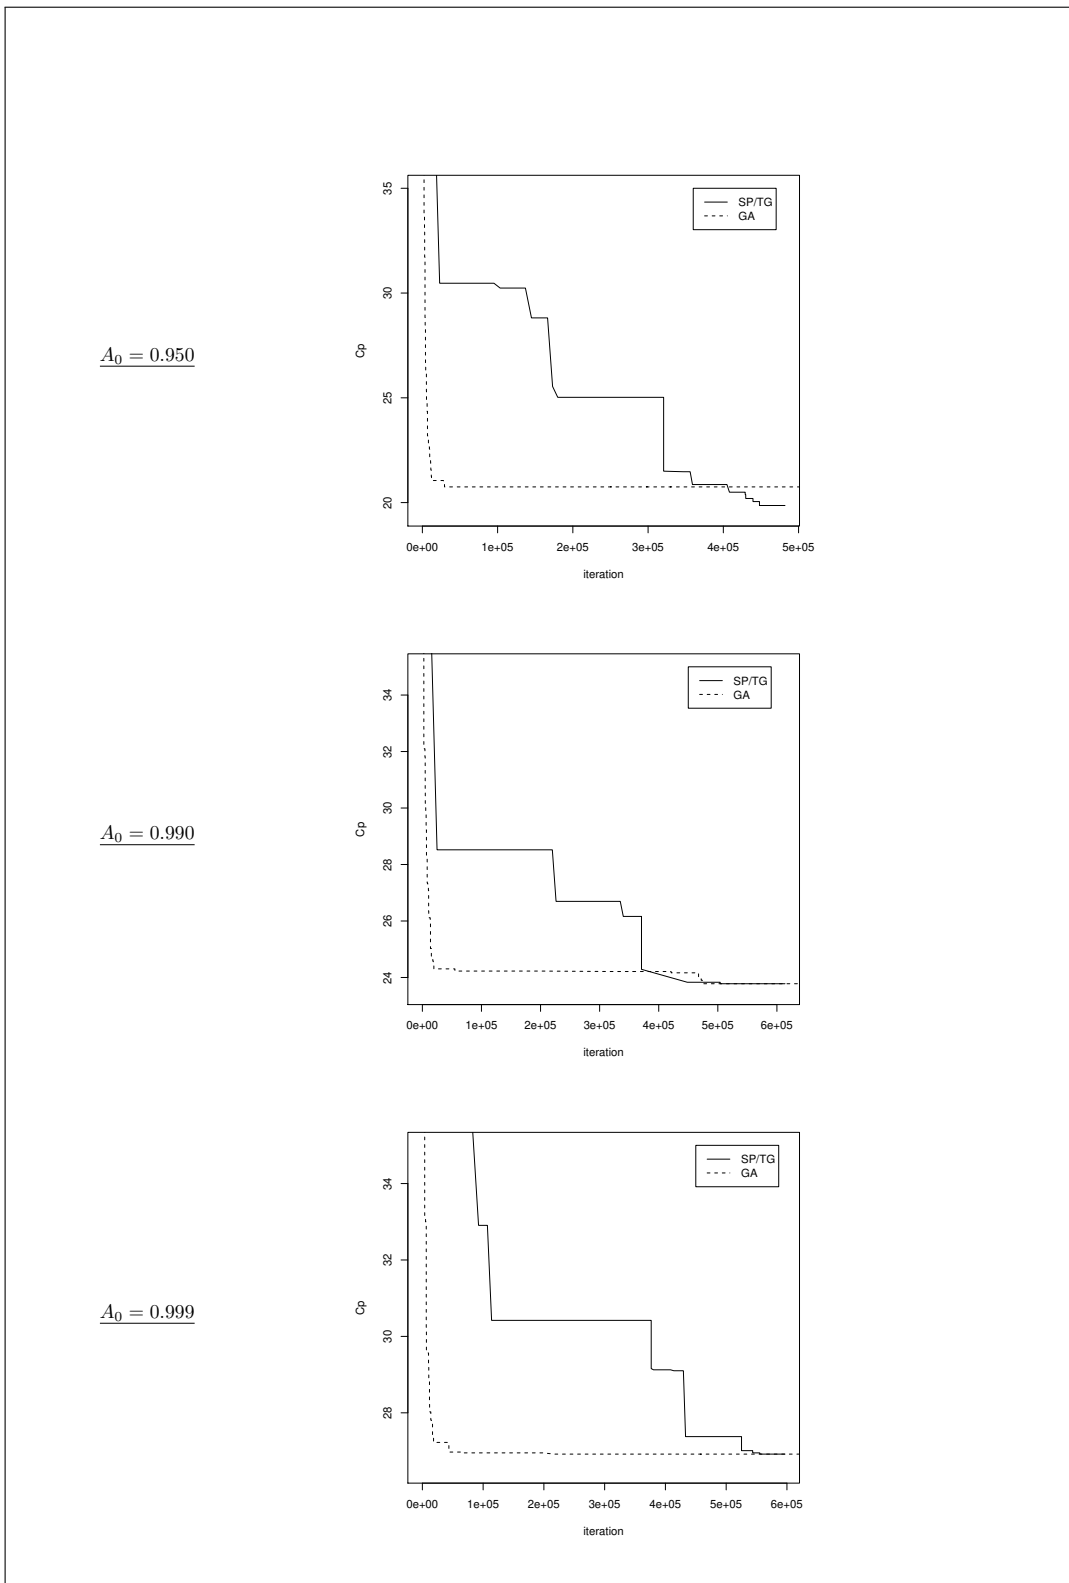 SP/TG
GA
35
30
25
20
Cp
0e+00 1e+05 2e+05 3e+05 4e+05 5e+05
iteration
A₀ = 0.950
SP/TG
GA
34
32
30
28
26
24
Cp
0e+00 1e+05 2e+05 3e+05 4e+05 5e+05 6e+05
iteration
A₀ = 0.990
SP/TG
GA
34
32
30
28
Cp
0e+00 1e+05 2e+05 3e+05 4e+05 5e+05 6e+05
iteration
A₀ = 0.999